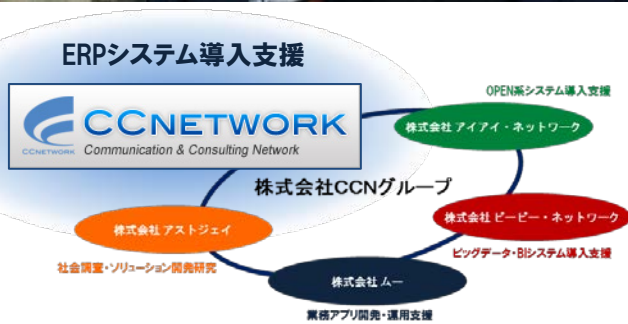 ERPシステム導入支援
CCNETWORK
CCNETWORK
Communication & Consulting Network
OPEN系システム導入支援
株式会社 アイアイ・ネットワーク
株式会社CCNグループ
株式会社 ビービー・ネットワーク
ビッグデータ・BIシステム導入支援
株式会社 アストジェイ
社会調査・ソリューション開発研究
株式会社 ムー
業務アプリ開発・運用支援